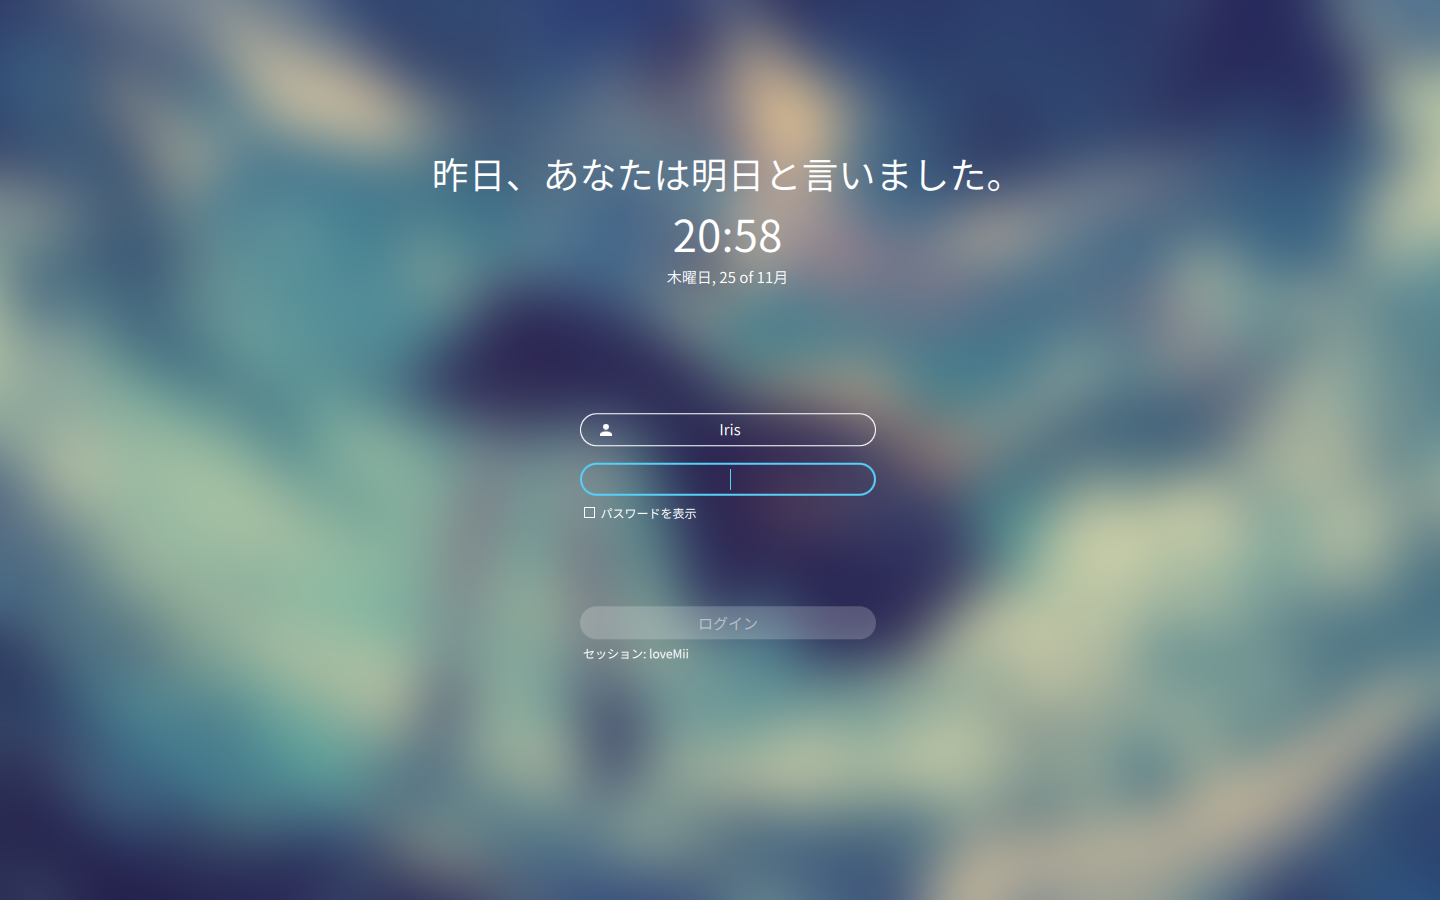 昨日、あなたは明日と言いました。
20:58
木曜日, 25 of 11月
Iris
パスワードを表示
ログイン
セッション: loveMii